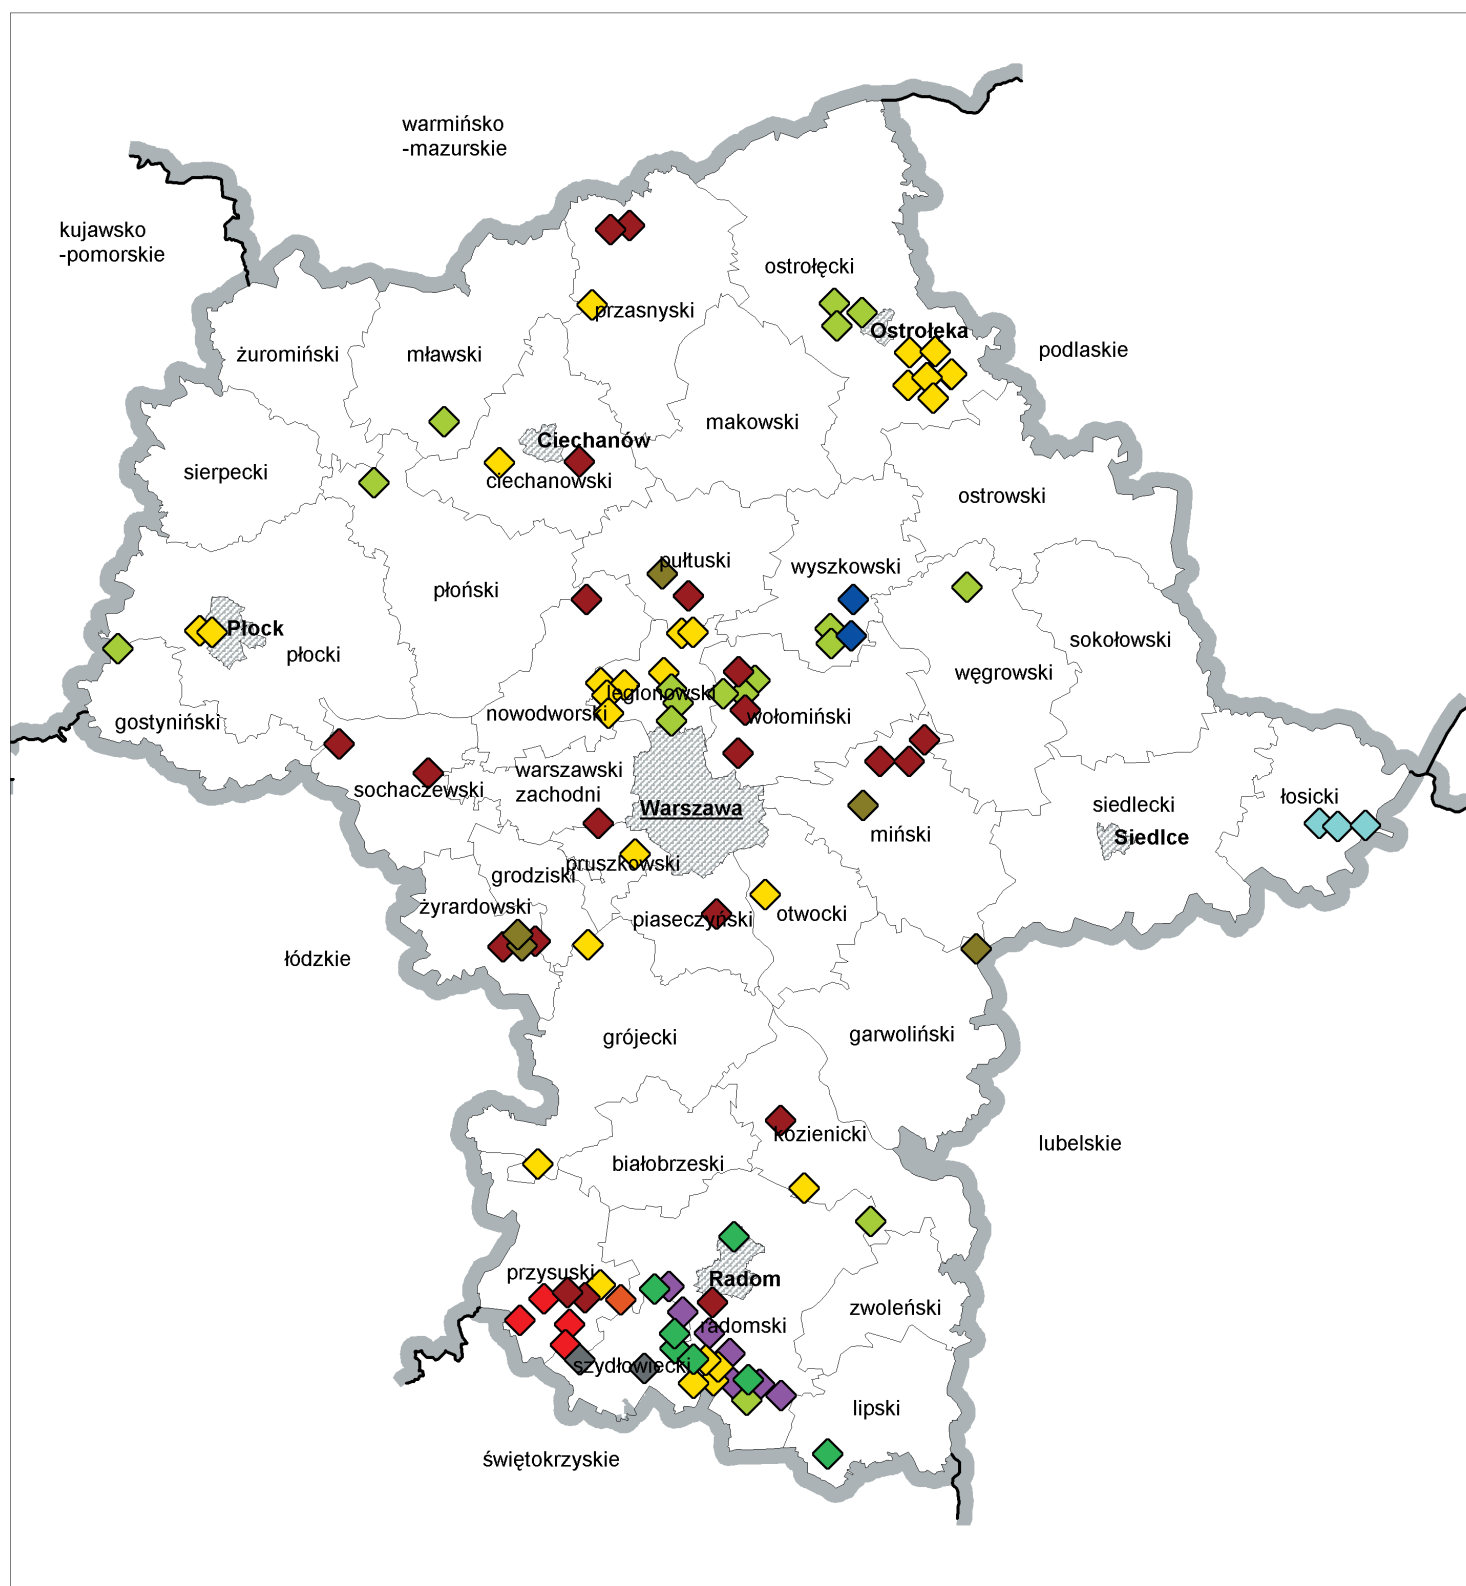 warmińsko
-mazurskie
kujawsko
-pomorskie
ostrołęcki
przasnyski
Ostrołęka
podlaskie
żuromiński
mławski
makowski
Ciechanów
sierpecki
ciechanowski
ostrowski
pułtuski
wyszkowski
płoński
Płock
płocki
sokołowski
węgrowski
legionowski
nowodworski
wołomiński
gostyniński
warszawski
zachodni
sochaczewski
Warszawa
łosicki
siedlecki
Siedlce
miński
pruszkowski
grodziski
żyrardowski
piaseczyński
otwocki
łódzkie
grójecki
garwoliński
kozienicki
lubelskie
białobrzeski
przysuski
Radom
zwoleński
radomski
szydłowiecki
lipski
świętokrzyskie